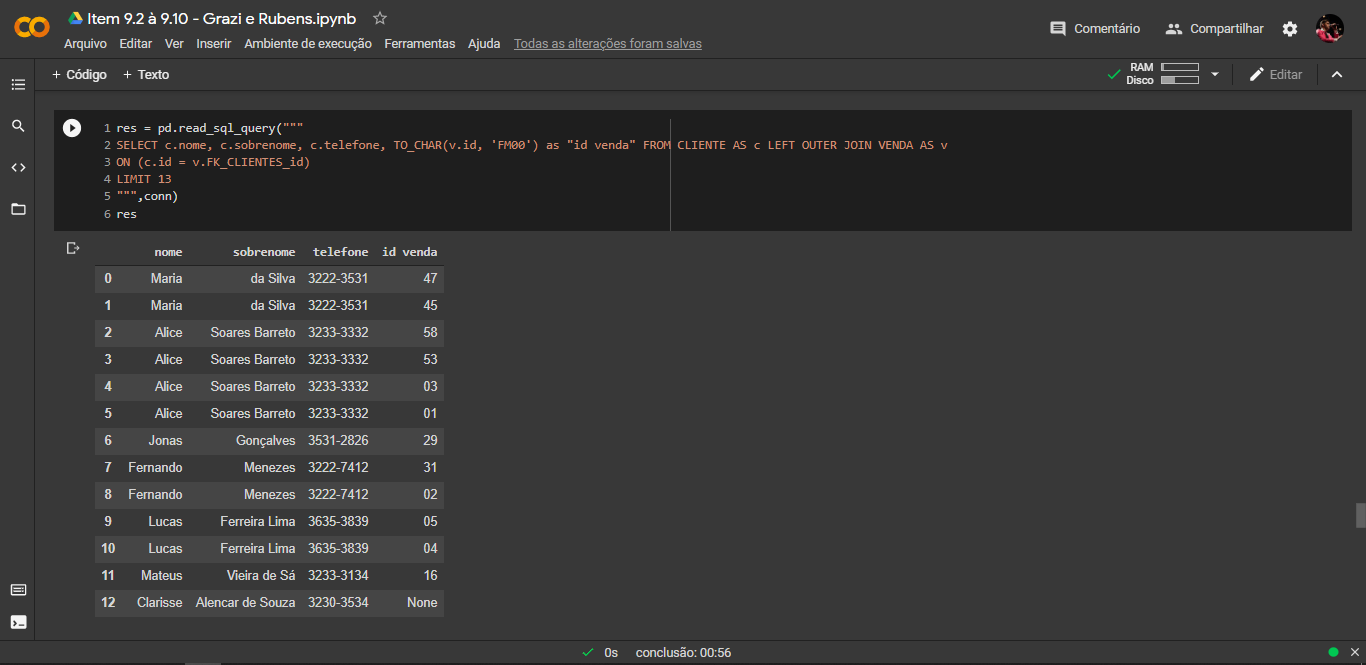 Item 9.2 à 9.10 - Grazi e Rubens.ipynb
Arquivo Editar Ver Inserir Ambiente de execução Ferramentas Ajuda Todas as alterações foram salvas
Comentário Compartilhar
+ Código + Texto
RAM
Disco
Editar
1 res = pd.read_sql_query("""
2 SELECT c.nome, c.sobrenome, c.telefone, TO_CHAR(v.id, 'FM00') as "id venda" FROM CLIENTE AS c LEFT OUTER JOIN VENDA AS v
3 ON (c.id = v.FK_CLIENTES_id)
4 LIMIT 13
5 """,conn)
6 res
nome sobrenome telefone id venda
0 Maria da Silva 3222-3531 47
1 Maria da Silva 3222-3531 45
2 Alice Soares Barreto 3233-3332 58
3 Alice Soares Barreto 3233-3332 53
4 Alice Soares Barreto 3233-3332 03
5 Alice Soares Barreto 3233-3332 01
6 Jonas Gonçalves 3531-2826 29
7 Fernando Menezes 3222-7412 31
8 Fernando Menezes 3222-7412 02
9 Lucas Ferreira Lima 3635-3839 05
10 Lucas Ferreira Lima 3635-3839 04
11 Mateus Vieira de Sá 3233-3134 16
12 Clarisse Alencar de Souza 3230-3534 None
0s conclusão: 00:56